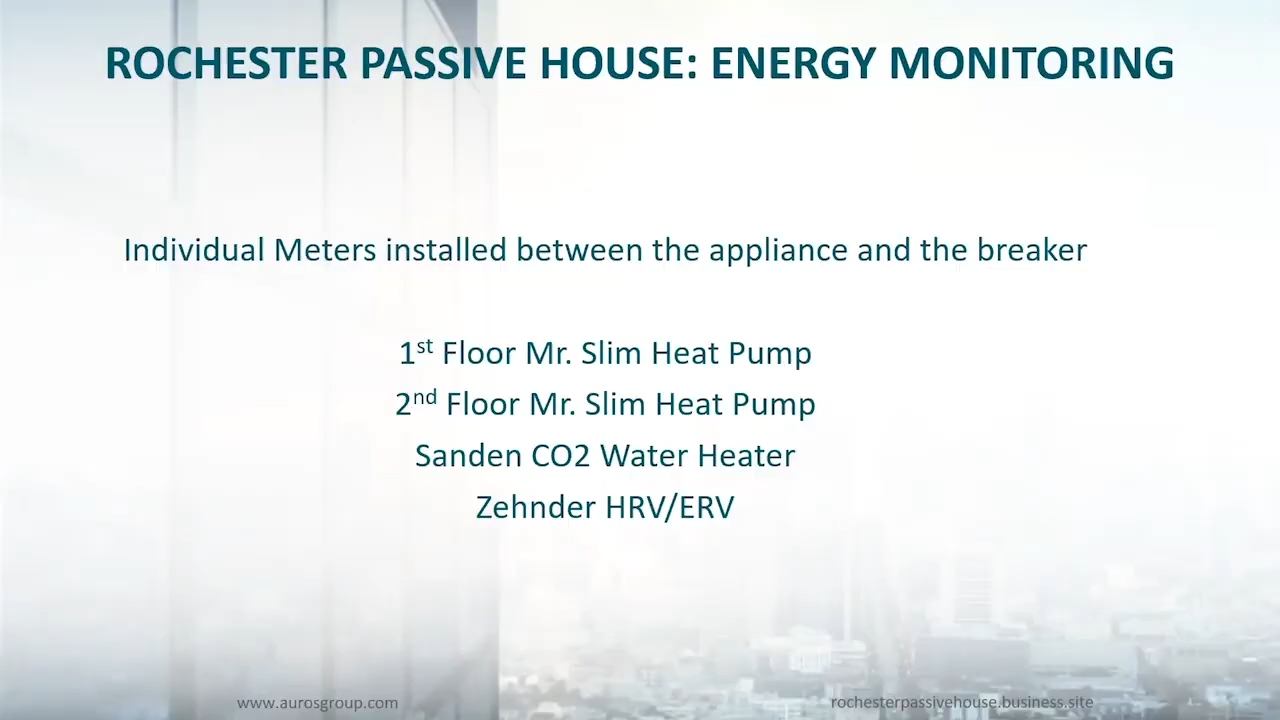 ROCHESTER PASSIVE HOUSE: ENERGY MONITORING
Individual Meters installed between the appliance and the breaker
1st Floor Mr. Slim Heat Pump
2nd Floor Mr. Slim Heat Pump
Sanden CO2 Water Heater
Zehnder HRV/ERV
www.aurosgroup.com
rochesterpassivehouse.business.site